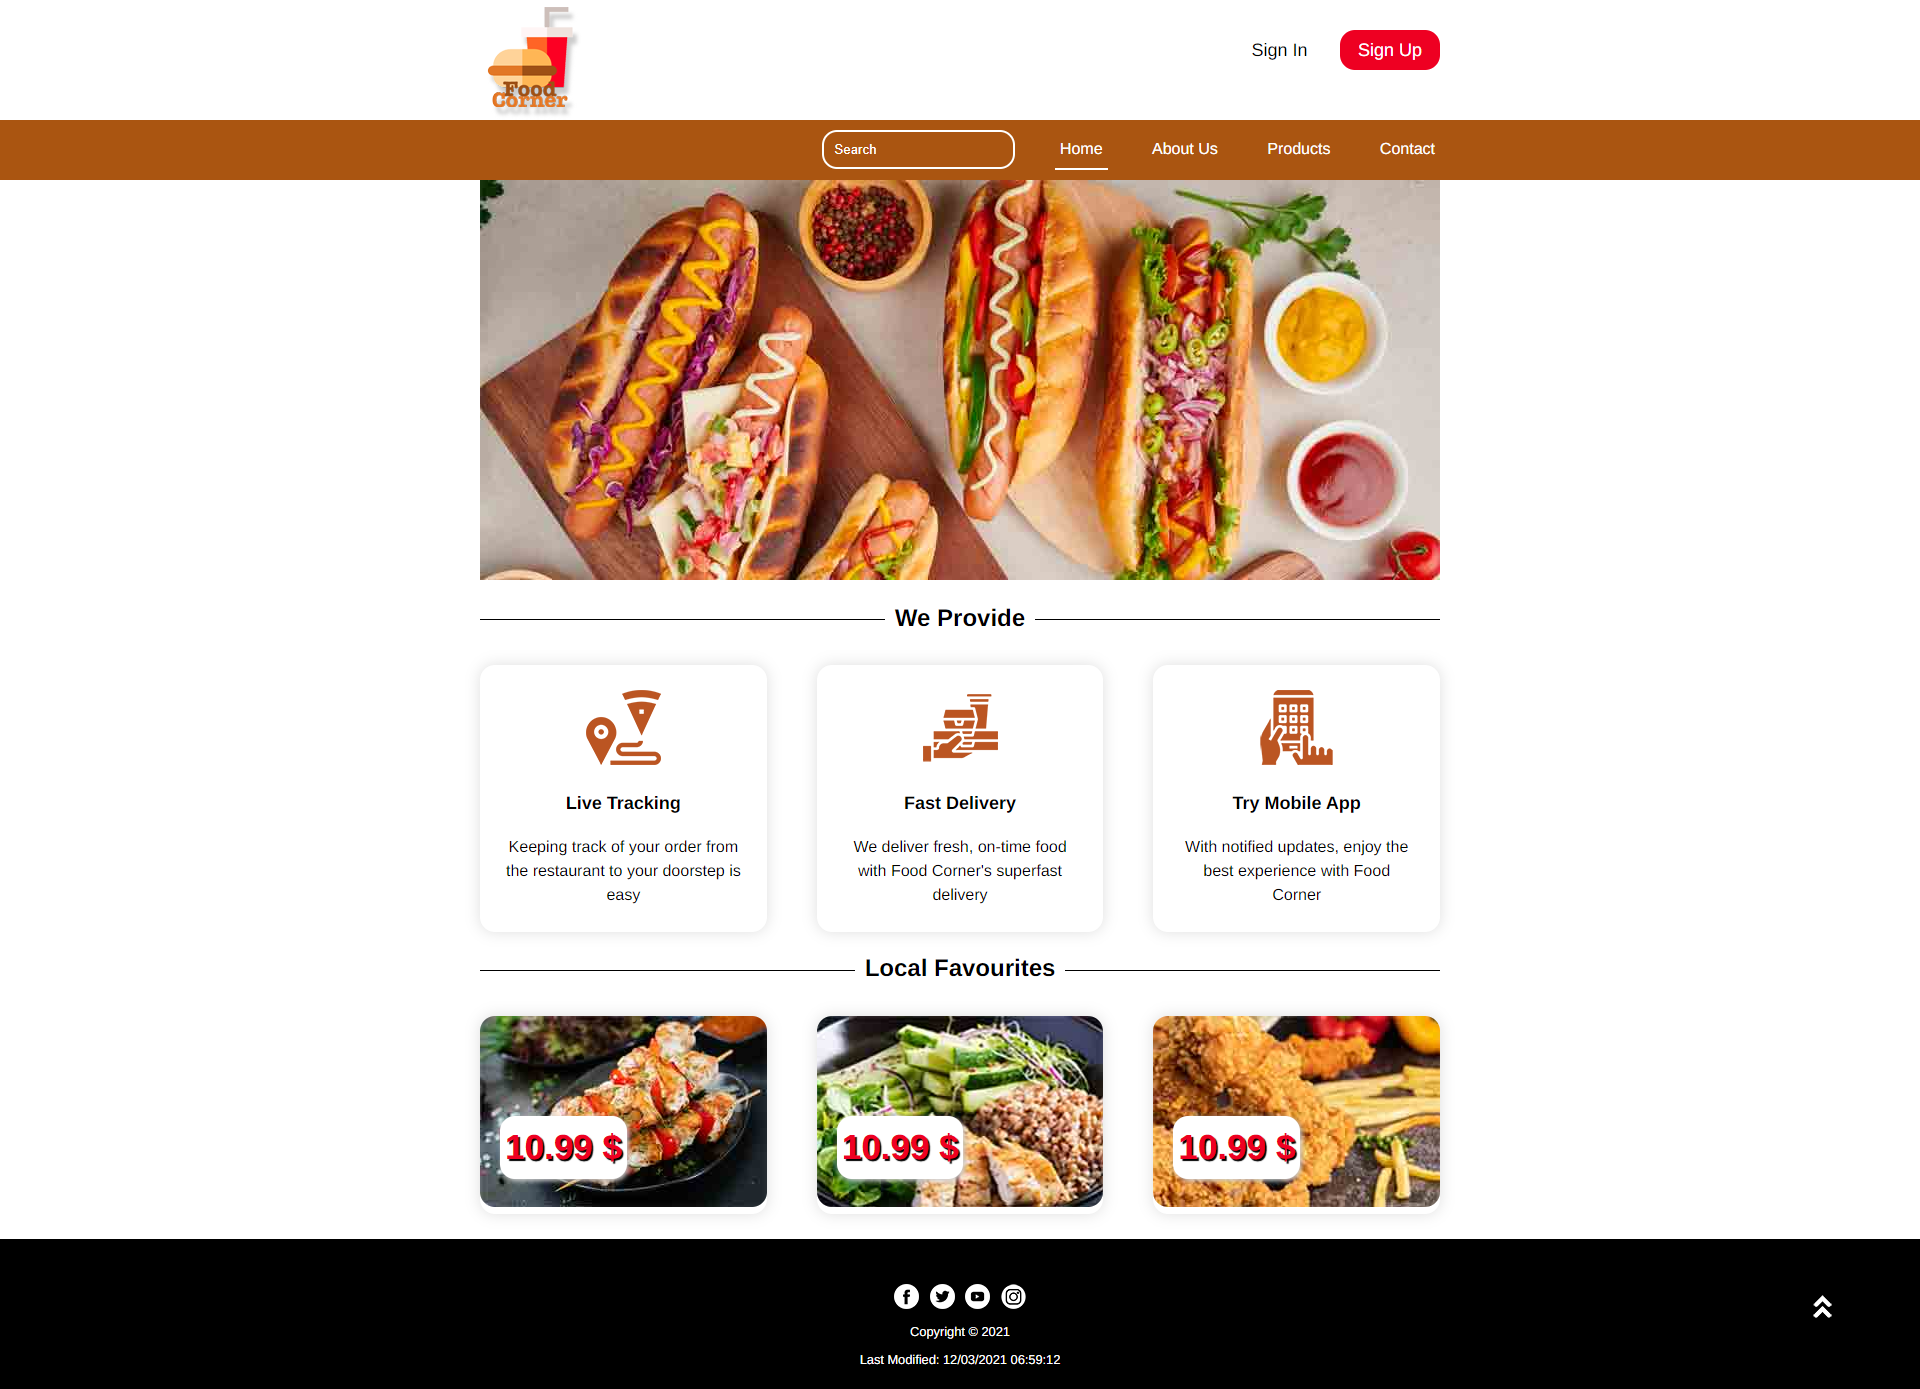 Food
Corner
Sign In
Sign Up
Search
Home
About Us
Products
Contact
We Provide
Live Tracking
Keeping track of your order from
the restaurant to your doorstep is
easy
Fast Delivery
We deliver fresh, on-time food
with Food Corner's superfast
delivery
Try Mobile App
With notified updates, enjoy the
best experience with Food
Corner
Local Favourites
10.99 $
10.99 $
10.99 $
Copyright © 2021
Last Modified: 12/03/2021 06:59:12